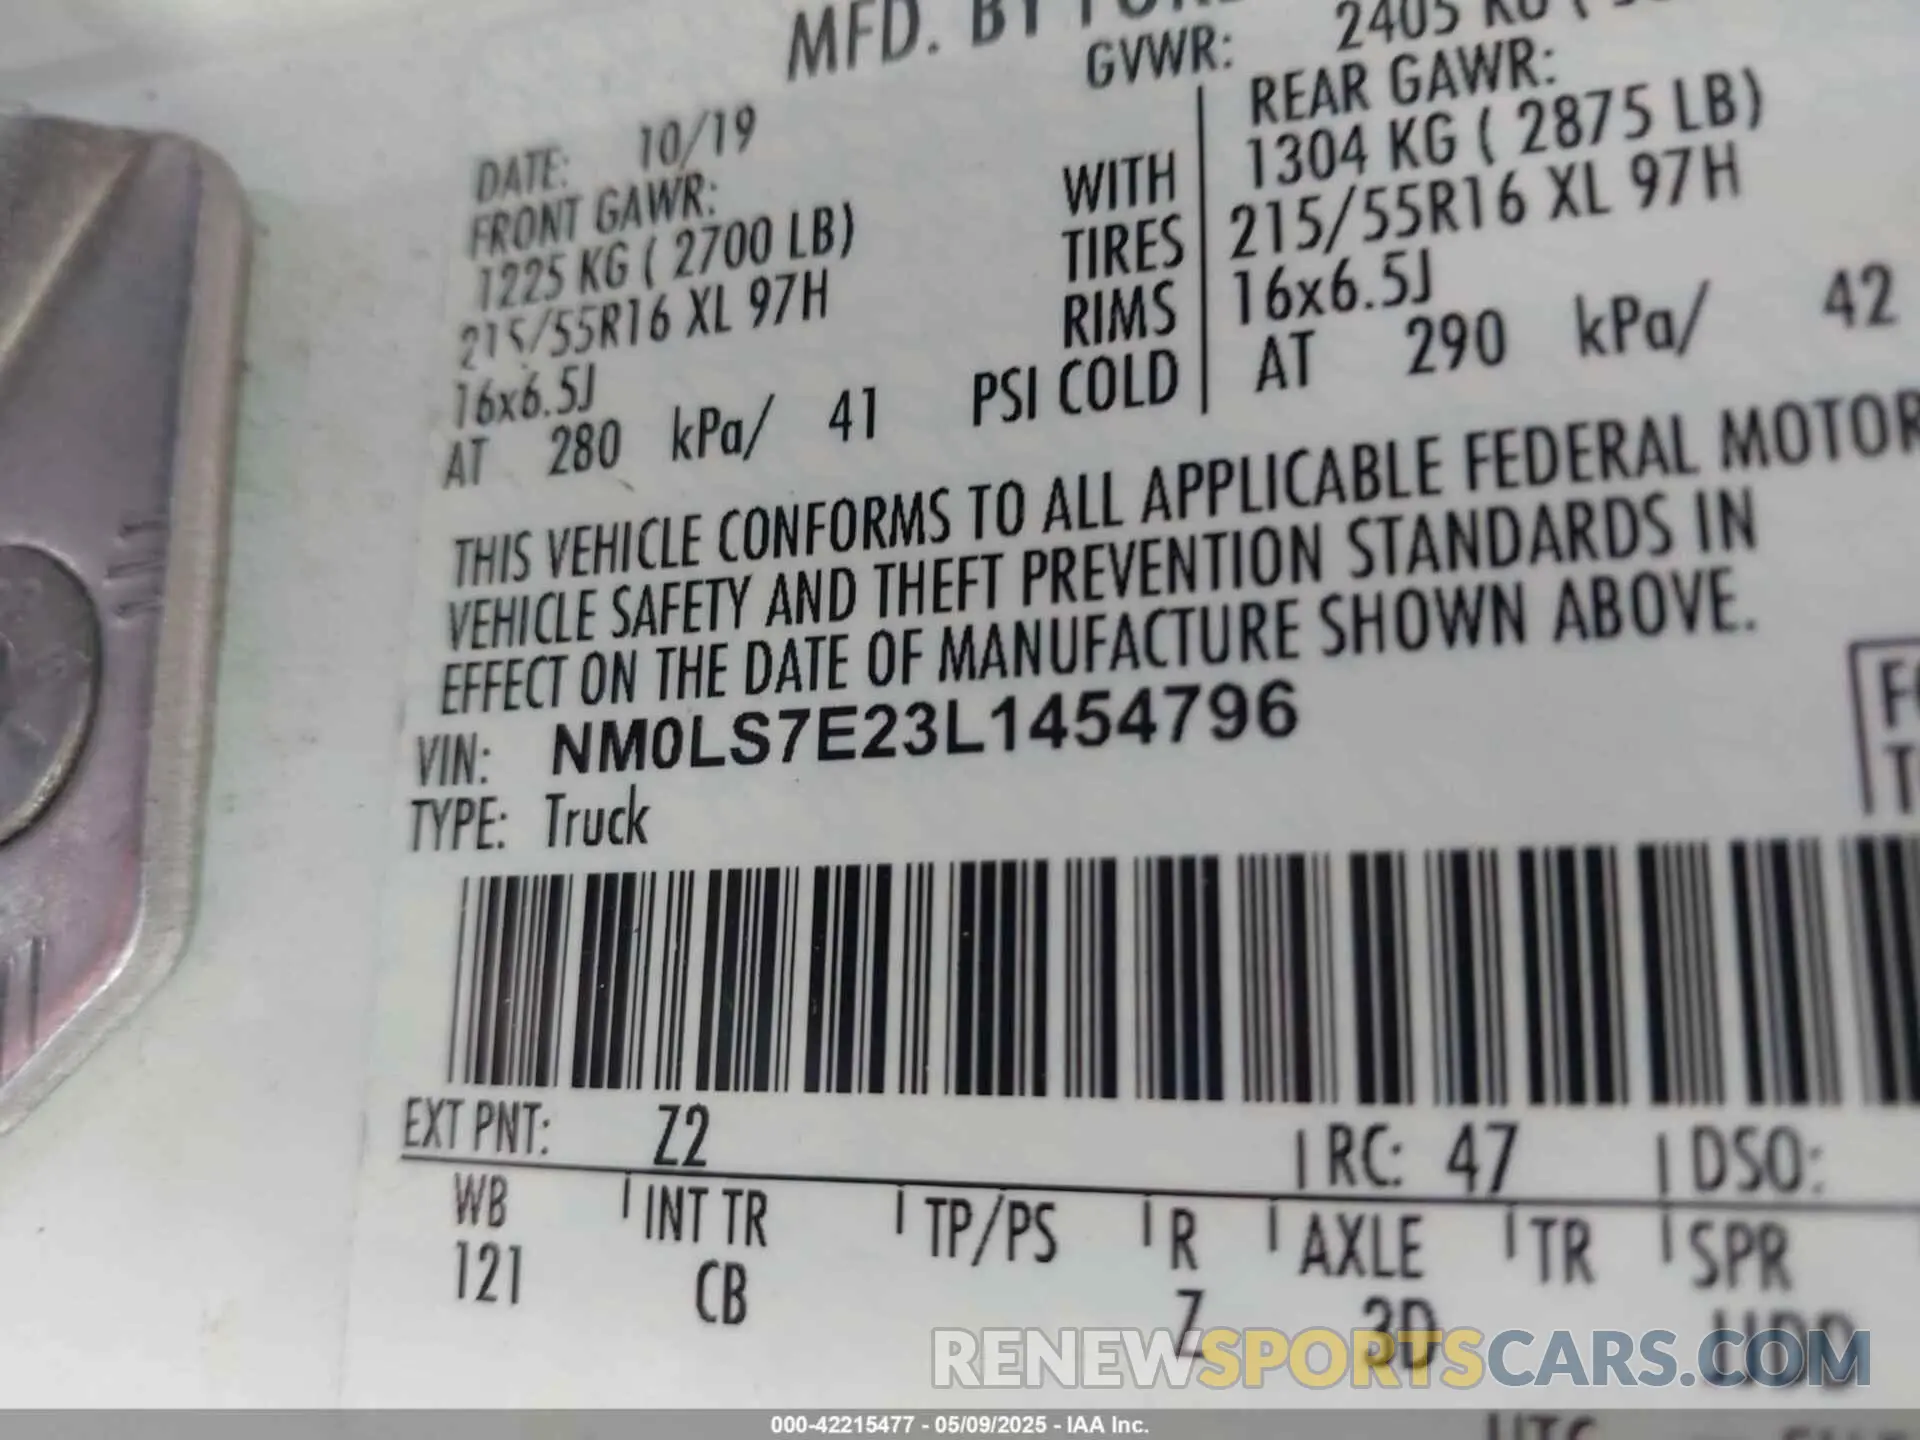 MFD. BY FORD
GVWR: 2405 KG (
DATE: 10/19
FRONT GAWR:
1225 KG ( 2700 LB)
215/55R16 XL 97H
16x6.5J
AT 280 kPa/ 41 PSI COLD
WITH
TIRES
RIMS
REAR GAWR:
1304 KG ( 2875 LB)
215/55R16 XL 97H
16x6.5J
AT 290 kPa/ 42
THIS VEHICLE CONFORMS TO ALL APPLICABLE FEDERAL MOTOR
VEHICLE SAFETY AND THEFT PREVENTION STANDARDS IN
EFFECT ON THE DATE OF MANUFACTURE SHOWN ABOVE.
VIN: NM0LS7E23L1454796
TYPE: Truck
EXT PNT: Z2 RC: 47 DSO:
WB INT TR TP/PS R AXLE TR SPR
121 CB Z 3D
RENEWSPORTSCARS.COM
000-42215477 - 05/09/2025 - IAA Inc.